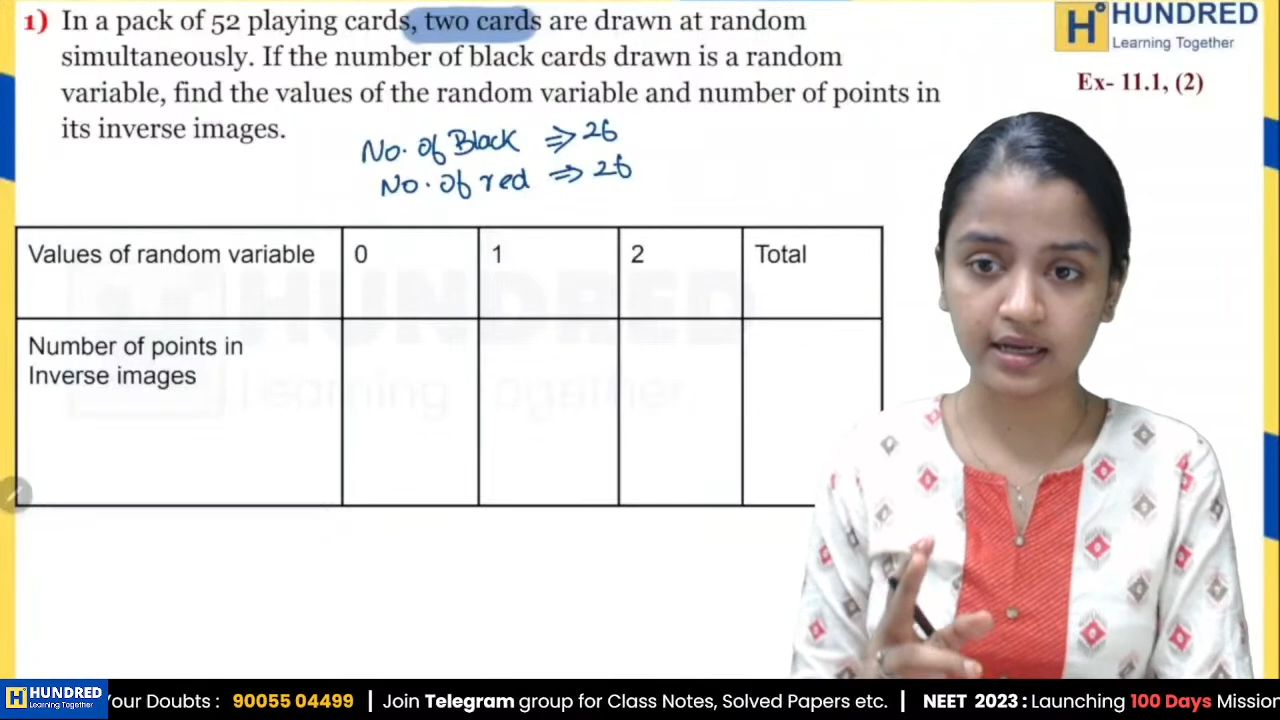 1) In a pack of 52 playing cards, two cards are drawn at random
simultaneously. If the number of black cards drawn is a random
variable, find the values of the random variable and number of points in
its inverse images.
HUNDRED
Learning Together
Ex- 11.1, (2)
No. of Black ⇒ 26
No. of red ⇒ 26
Values of random variable 0 1 2 Total
Number of points in
Inverse images
HUNDRED
Learning Together
HUNDRED
Learning Together
our Doubts : 90055 04499 | Join Telegram group for Class Notes, Solved Papers etc. | NEET 2023 : Launching 100 Days Missio